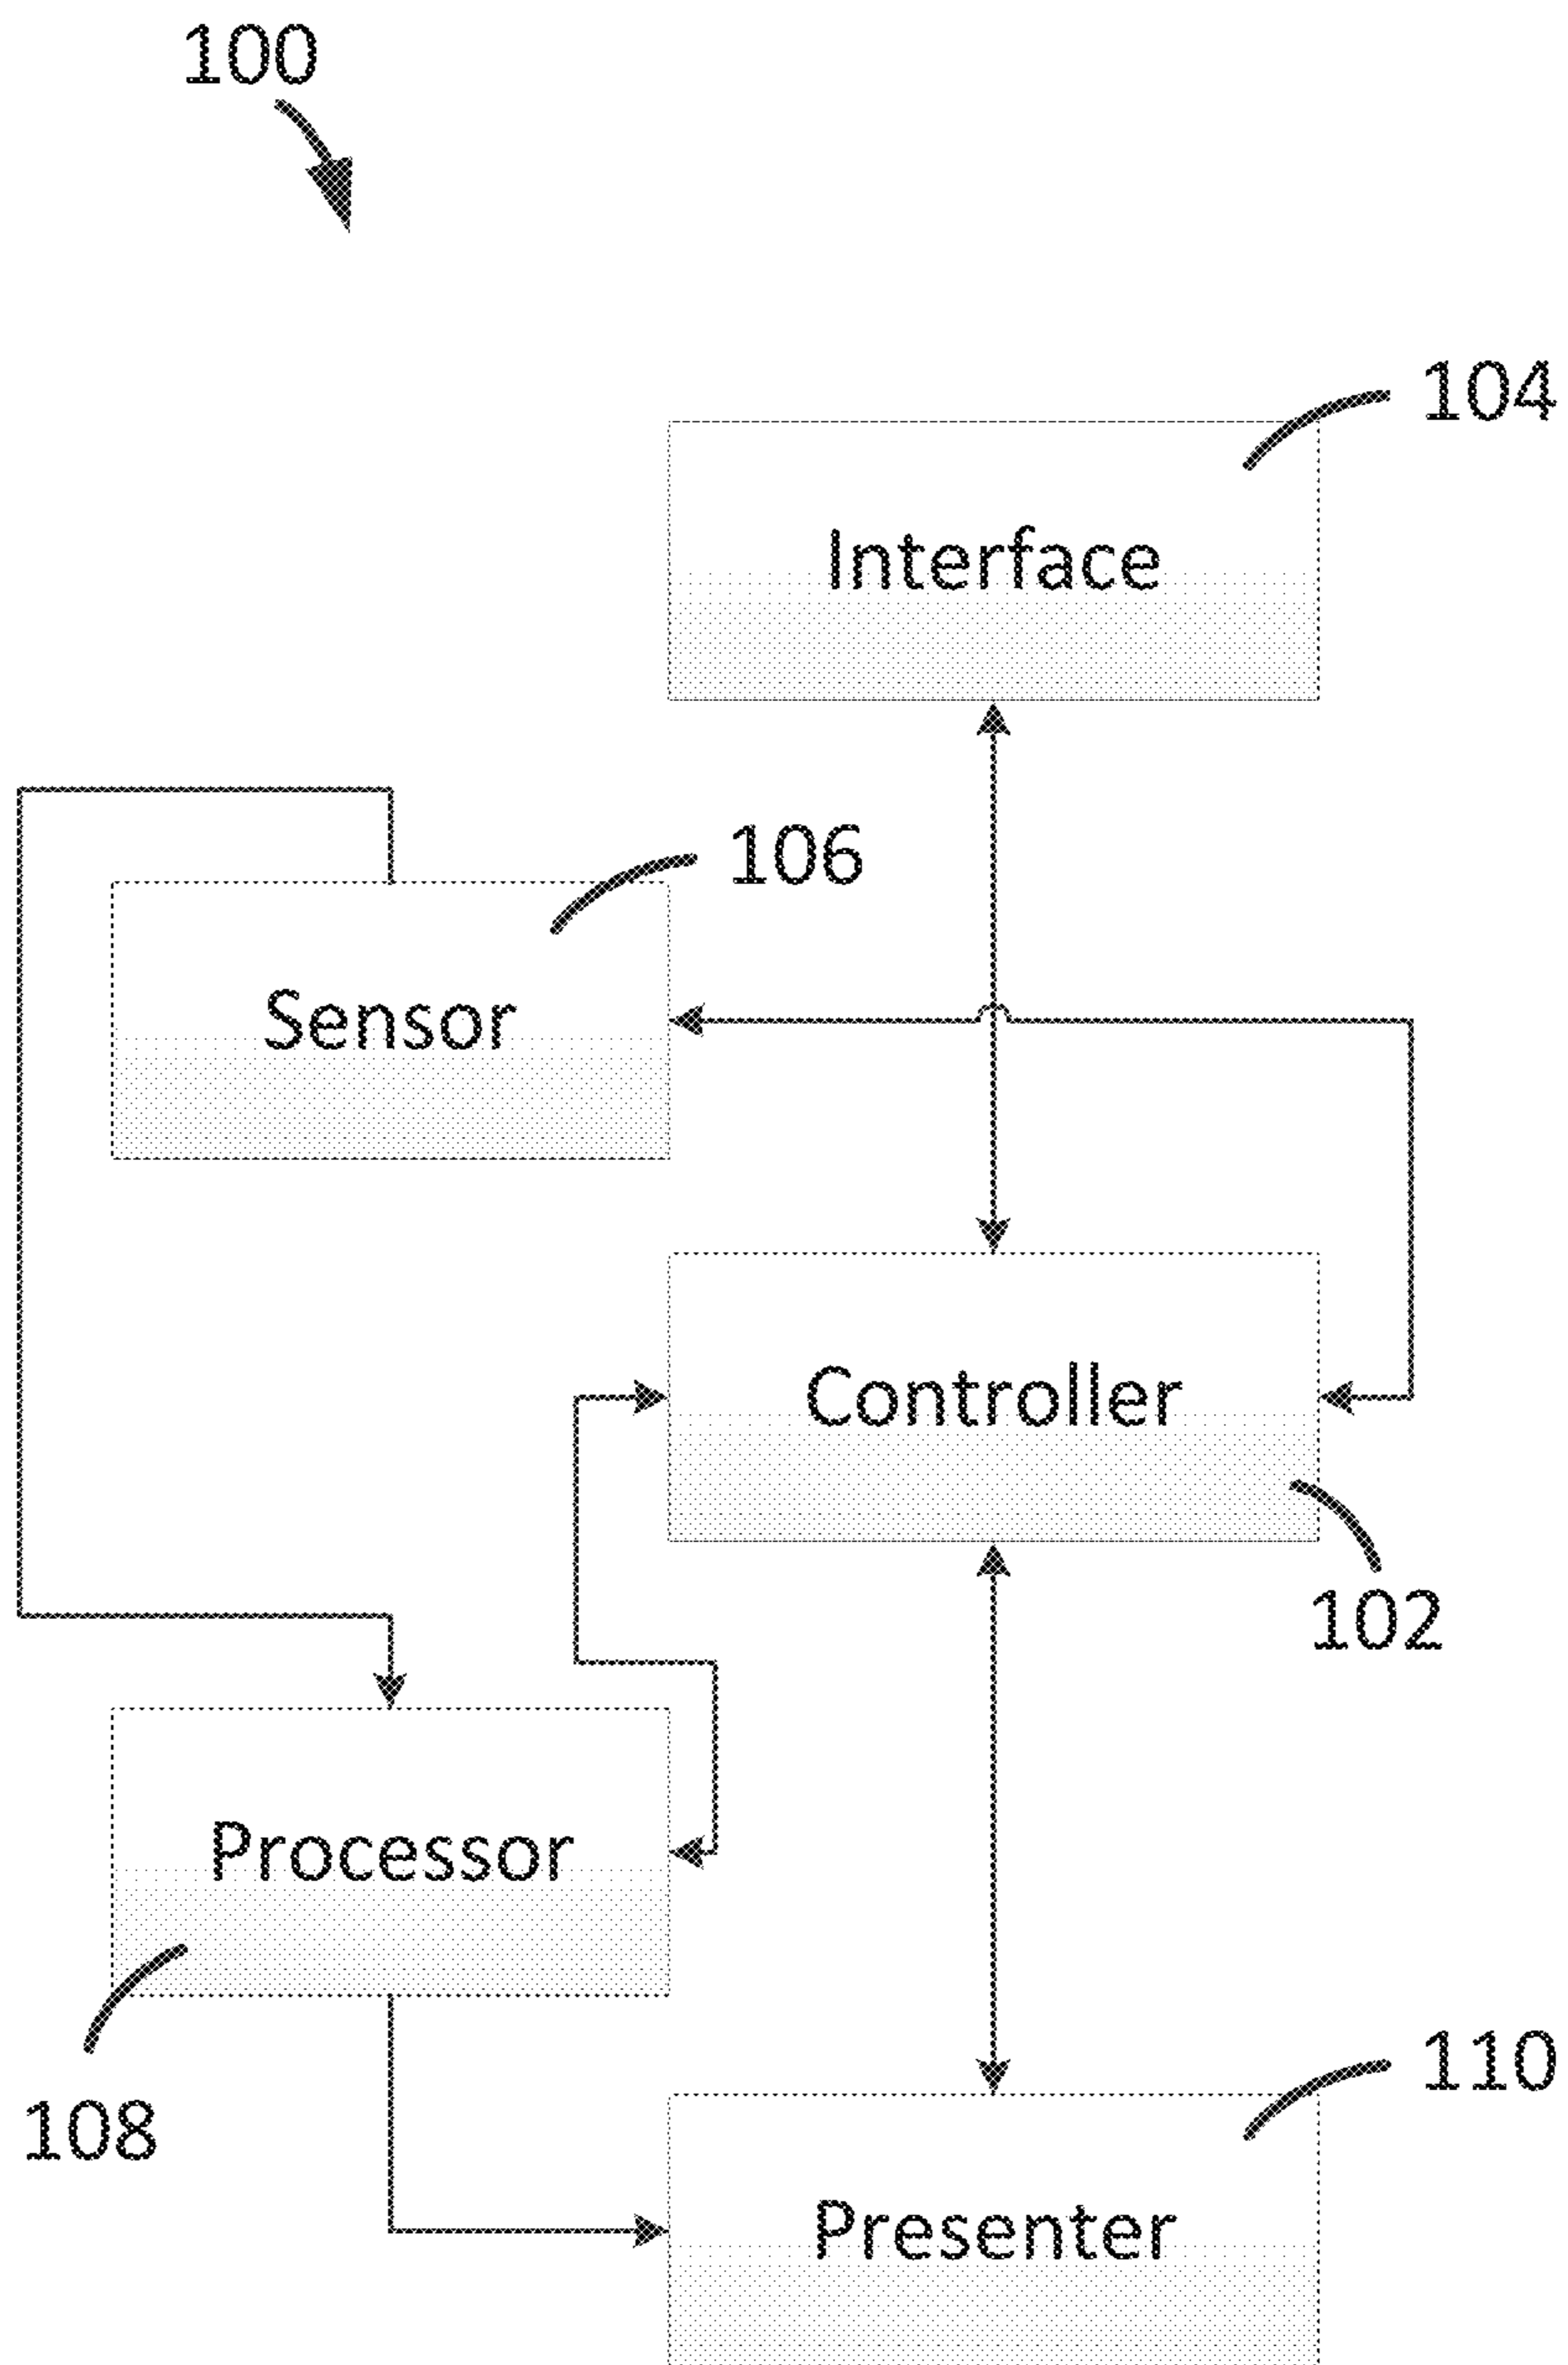 100
104
Interface
106
Sensor
Controller
102
Processor
108
110
Presenter